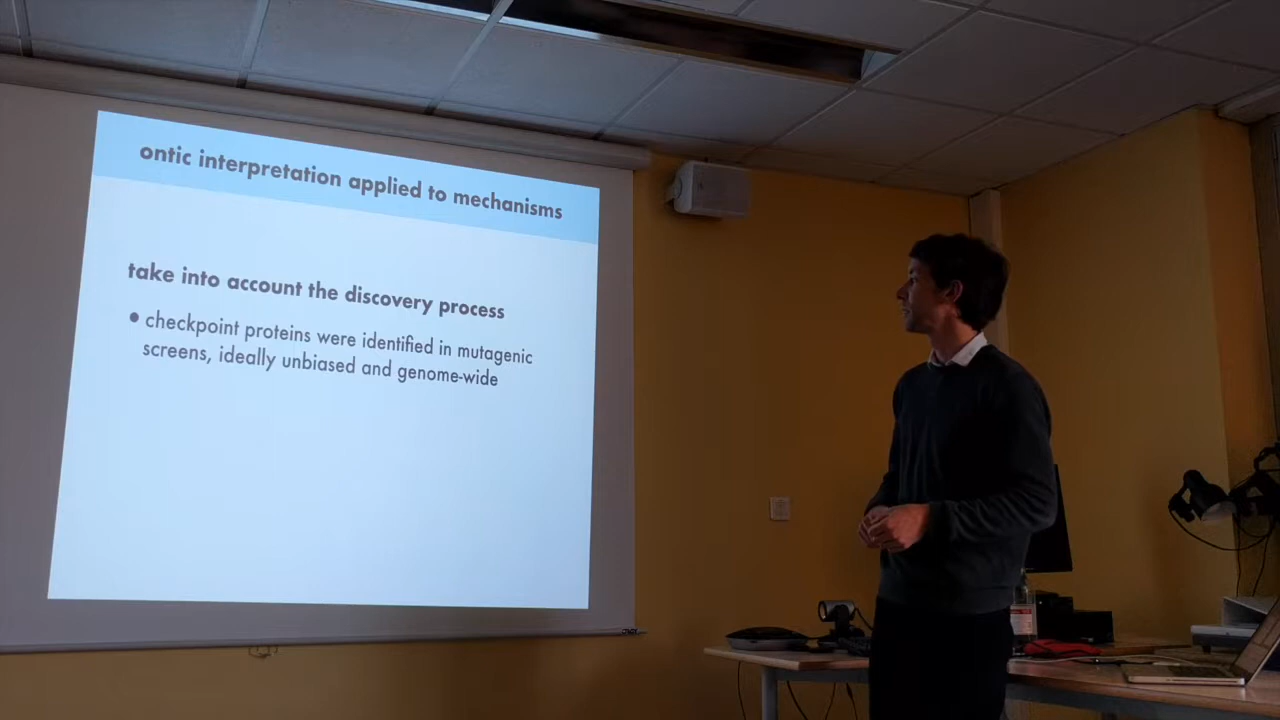 ontic interpretation applied to mechanisms
take into account the discovery process
• checkpoint proteins were identified in mutagenic
screens, ideally unbiased and genome-wide